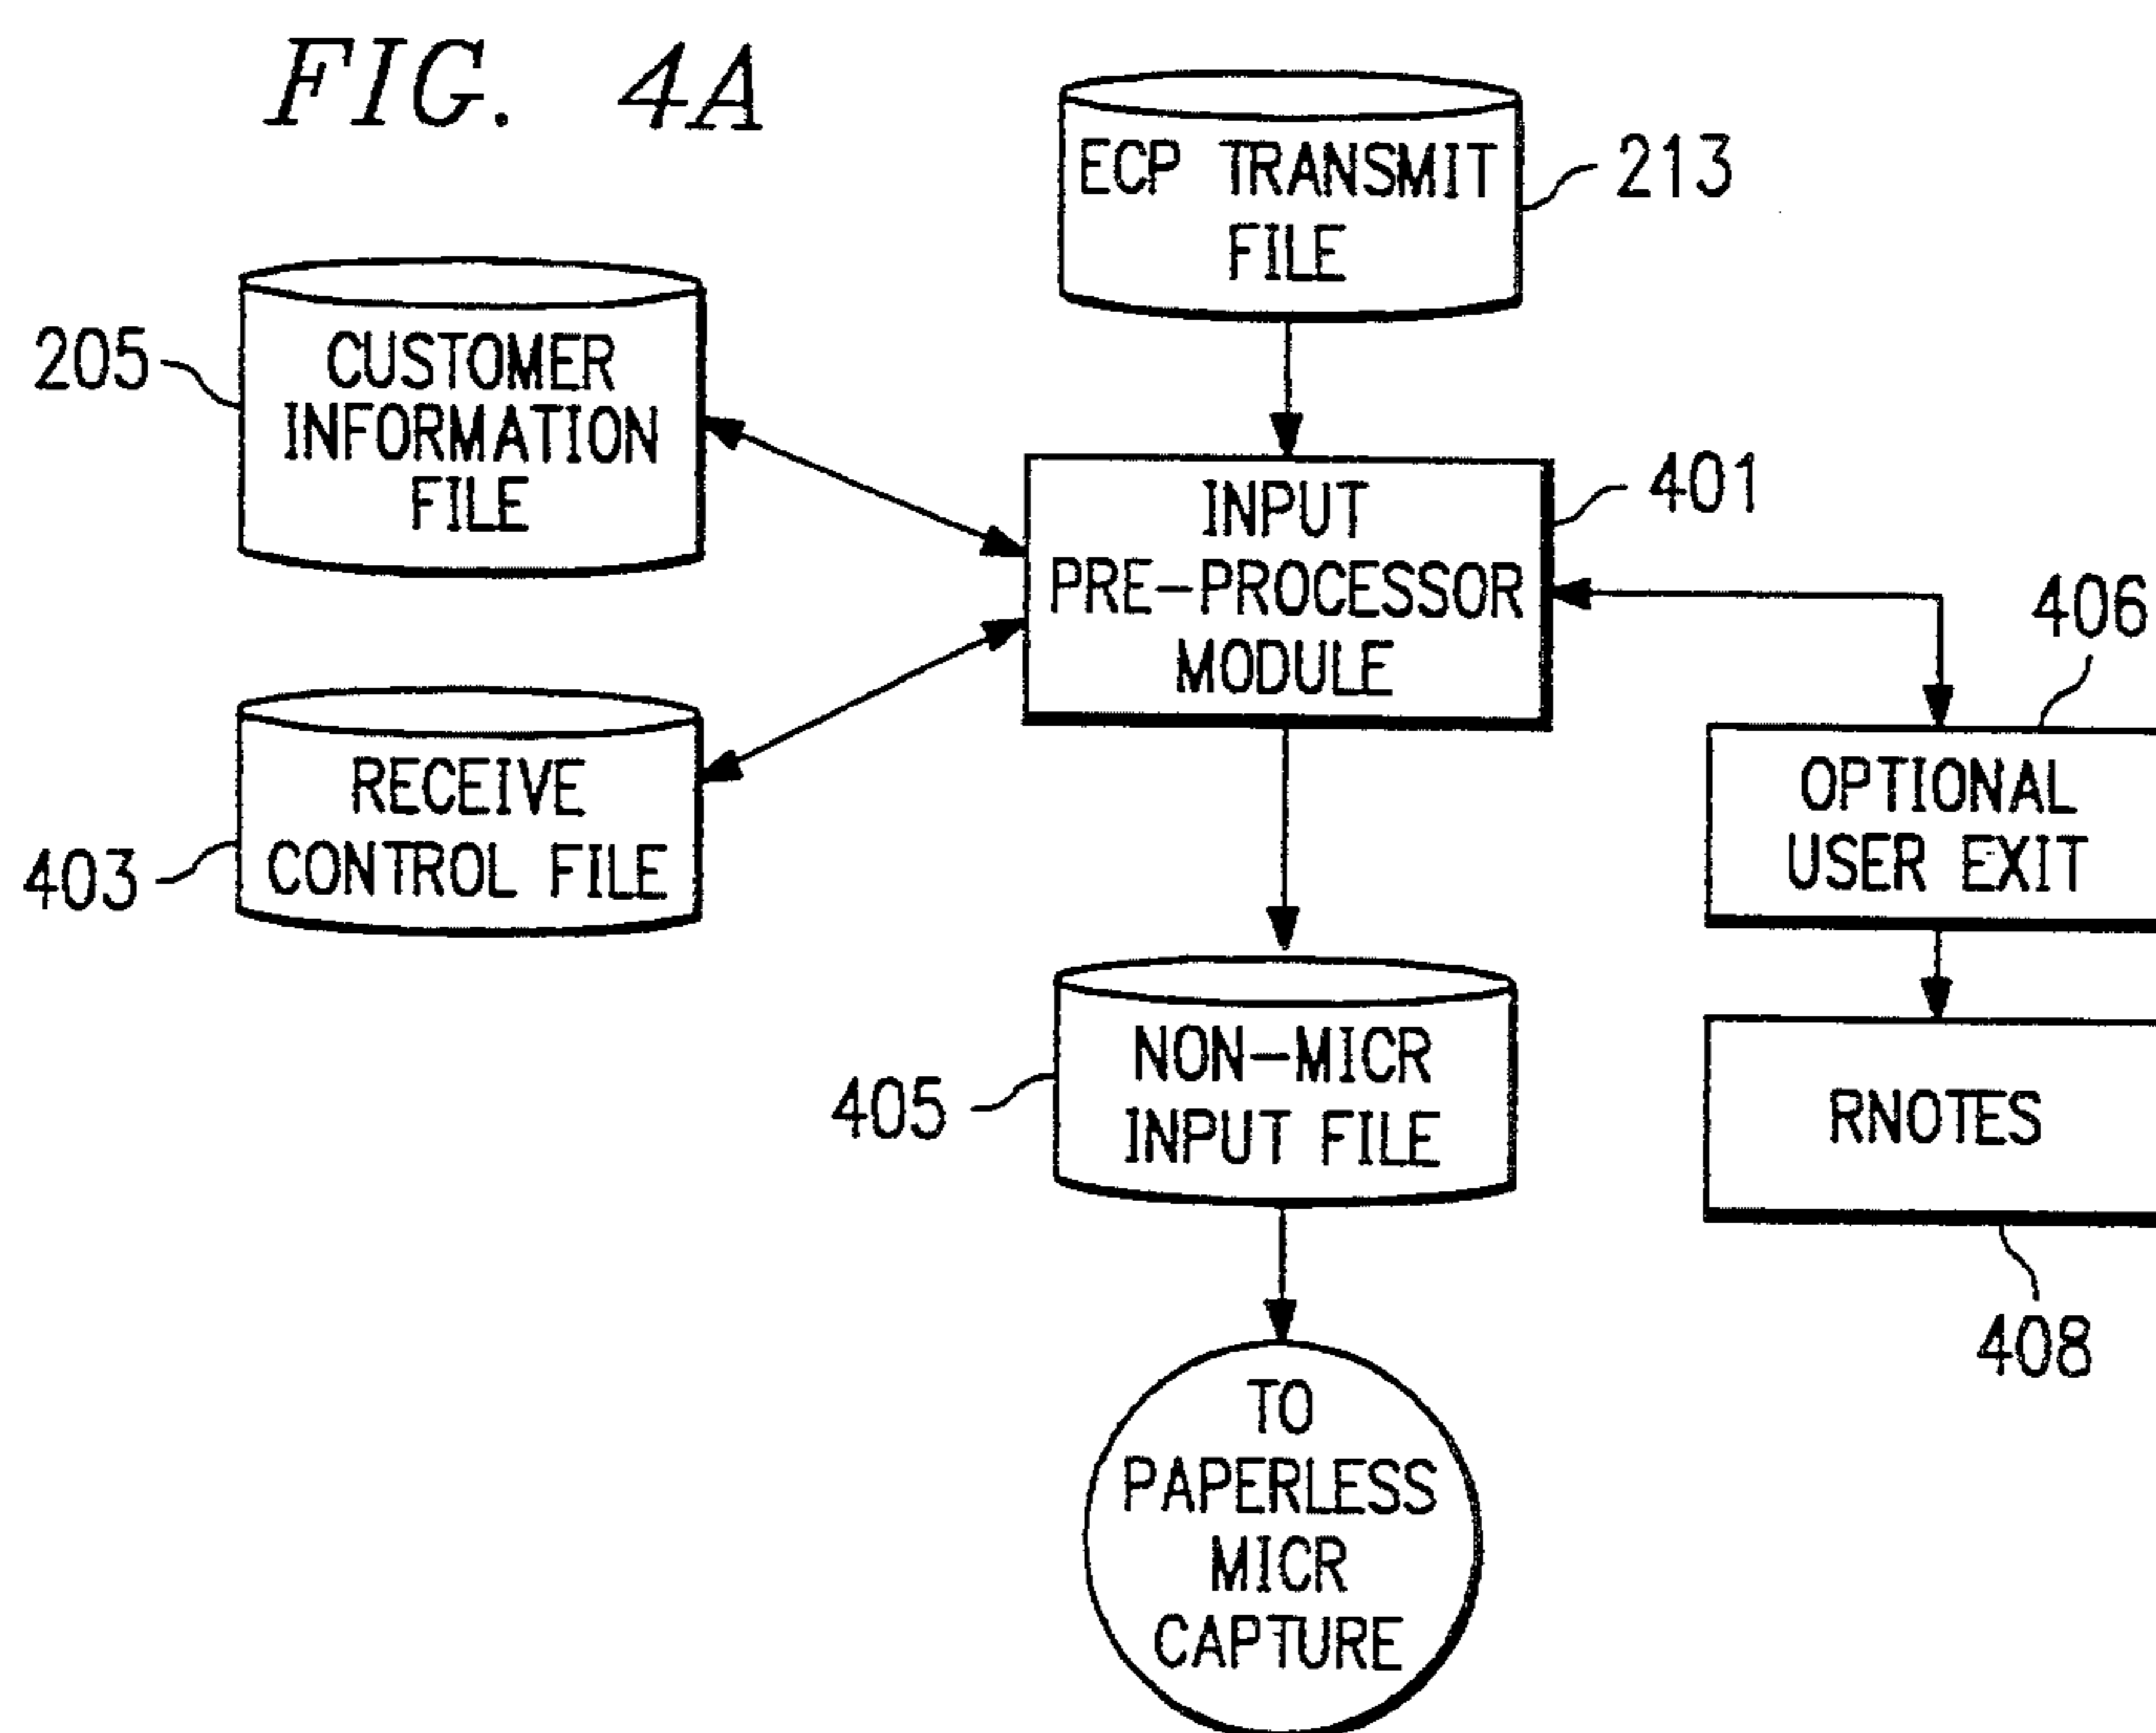 FIG. 4A
ECP TRANSMIT
FILE
213
205
CUSTOMER
INFORMATION
FILE
INPUT
PRE-PROCESSOR
MODULE
401
406
RECEIVE
CONTROL FILE
403
OPTIONAL
USER EXIT
NON-MICR
INPUT FILE
405
RNOTES
408
TO
PAPERLESS
MICR
CAPTURE